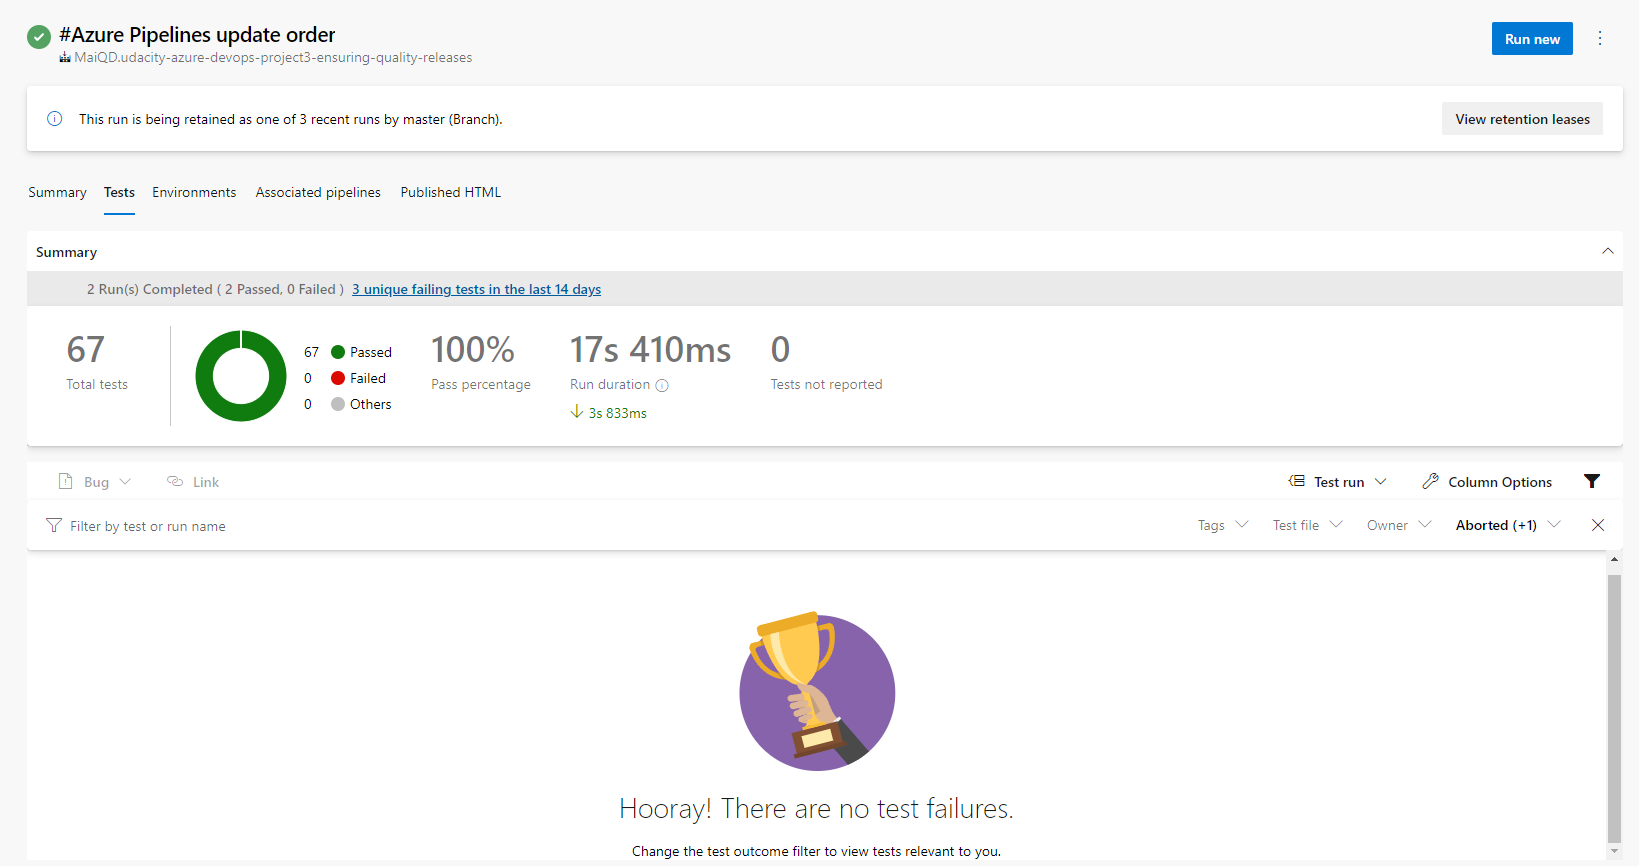 #Azure Pipelines update order
MaiQD.udacity-azure-devops-project3-ensuring-quality-releases
Run new
This run is being retained as one of 3 recent runs by master (Branch).
View retention leases
Summary Tests Environments Associated pipelines Published HTML
Summary
2 Run(s) Completed ( 2 Passed, 0 Failed ) 3 unique failing tests in the last 14 days
67
Total tests
67 Passed
0 Failed
0 Others
100%
Pass percentage
17s 410ms
Run duration
3s 833ms
0
Tests not reported
Bug Link Test run Column Options
Filter by test or run name Tags Test file Owner Aborted (+1)
Hooray! There are no test failures.
Change the test outcome filter to view tests relevant to you.